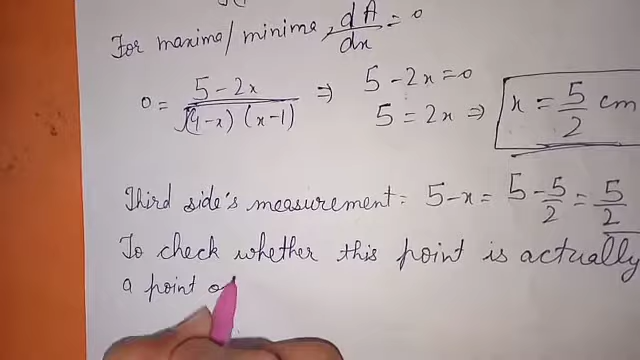 For maxima/minima, dA/dx = 0
0 = 5 - 2x / √(4-x) (x-1) ⇒ 5 - 2x = 0
5 = 2x ⇒ x = 5/2 cm
Third side's measurement = 5 - x = 5 - 5/2 = 5/2
To check whether this point is actually
a point o